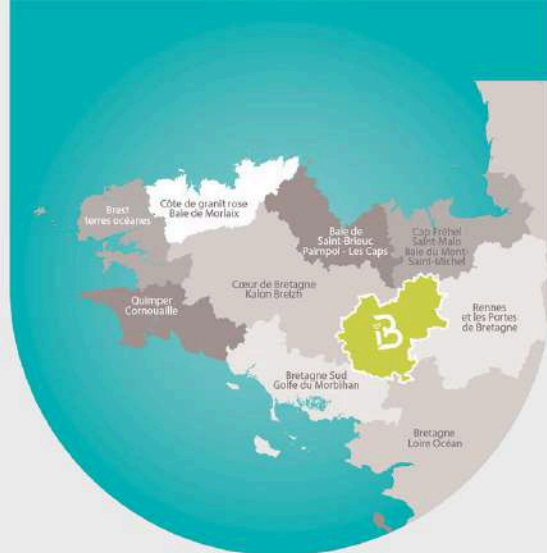 Brest
terres océanes
Côte de granit rose
Baie de Morlaix
Baie de
Saint-Brieuc
Paimpol - Les Caps
Cap Fréhel
Saint-Malo
Baie du Mont-
Saint-Michel
Quimper
Cornouaille
Cœur de Bretagne
Kalon Breizh
Rennes
et les Portes
de Bretagne
Bretagne Sud
Golfe du Morbihan
Bretagne
Loire Océan